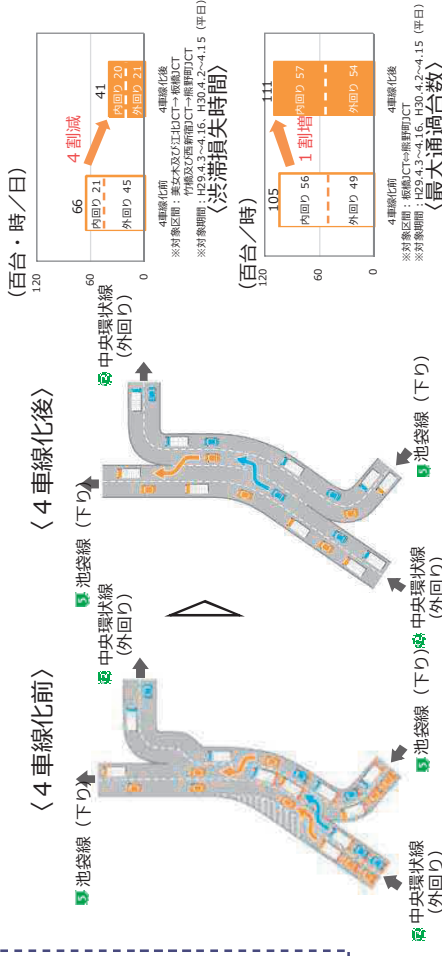 〈4車線化前〉
5 池袋線（下り）
C2 中央環状線
（外回り）
C2 中央環状線
（外回り）
5 池袋線（下り）
〈4車線化後〉
5 池袋線（下り）
C2 中央環状線
（外回り）
C2 中央環状線
（外回り）
5 池袋線（下り）
（百台・時／日）
120
60
0
66
内回り 21
外回り 45
4割減
41
内回り 20
外回り 21
4車線化前
4車線化後
※対象区間：美女木及び江北JCT→板橋JCT
竹橋及び西新宿JCT→熊野町JCT
※対象期間：H29.4.3～4.16、H30.4.2～4.15（平日）
〈渋滞損失時間〉
（百台／時）
120
60
0
105
内回り 56
外回り 49
1割増
111
内回り 57
外回り 54
4車線化前
4車線化後
※対象区間：板橋JCT⇔熊野町JCT
※対象期間：H29.4.3～4.16、H30.4.2～4.15（平日）
〈最大通過台数〉